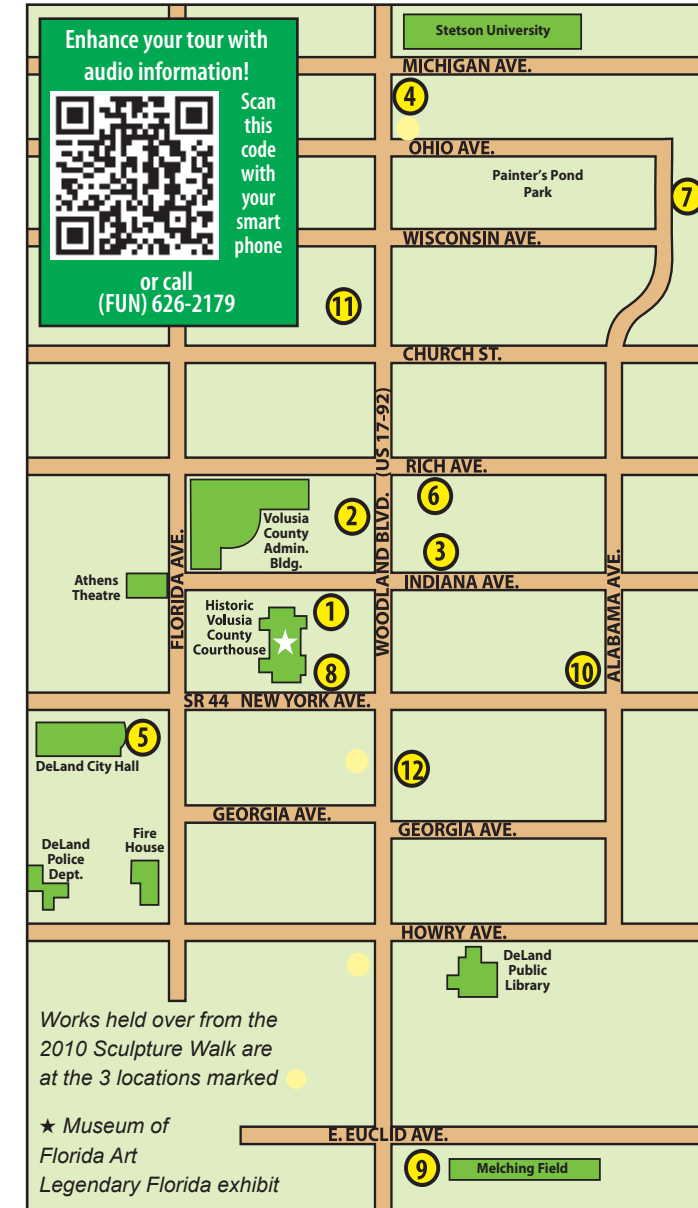 Enhance your tour with
audio information!
Scan
this
code
with
your
smart
phone
or call
(FUN) 626-2179
Stetson University
MICHIGAN AVE.
4
OHIO AVE.
Painter's Pond
Park
7
WISCONSIN AVE.
11
CHURCH ST.
WOODLAND BLVD. (US 17-92)
RICH AVE.
6
2
Volusia
County
Admin.
Bldg.
3
FLORIDA AVE.
ALABAMA AVE.
Athens
Theatre
INDIANA AVE.
Historic
Volusia
County
Courthouse
★
1
8
10
SR 44 NEW YORK AVE.
5
DeLand City Hall
12
GEORGIA AVE.
GEORGIA AVE.
DeLand
Police
Dept.
Fire
House
HOWRY AVE.
DeLand
Public
Library
Works held over from the
2010 Sculpture Walk are
at the 3 locations marked
★ Museum of
Florida Art
Legendary Florida exhibit
E. EUCLID AVE.
9
Melching Field